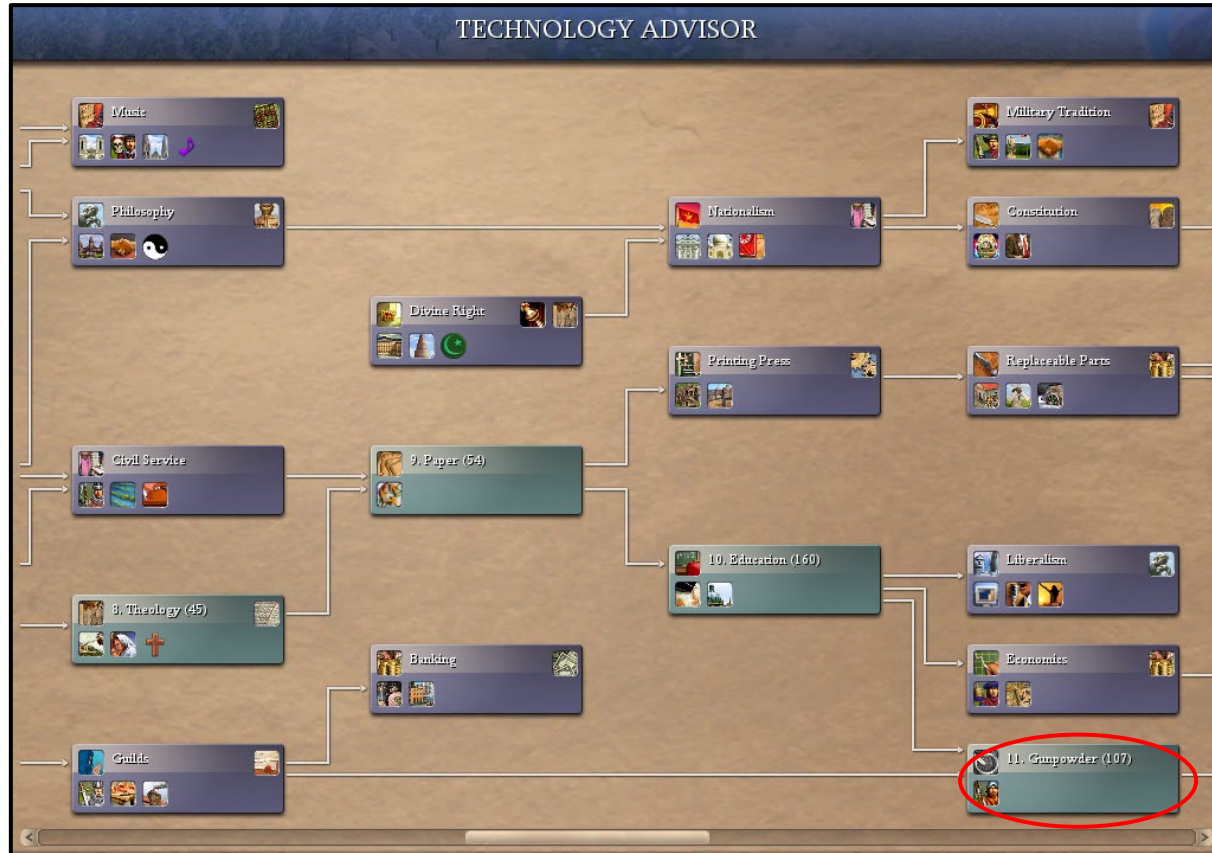 TECHNOLOGY ADVISOR
Music
Military Tradition
Philosophy
Nationalism
Constitution
Divine Right
Printing Press
Replaceable Parts
Civil Service
9. Paper (54)
10. Education (160)
Liberalism
8. Theology (45)
Banking
Economics
Guilds
11. Gunpowder (107)